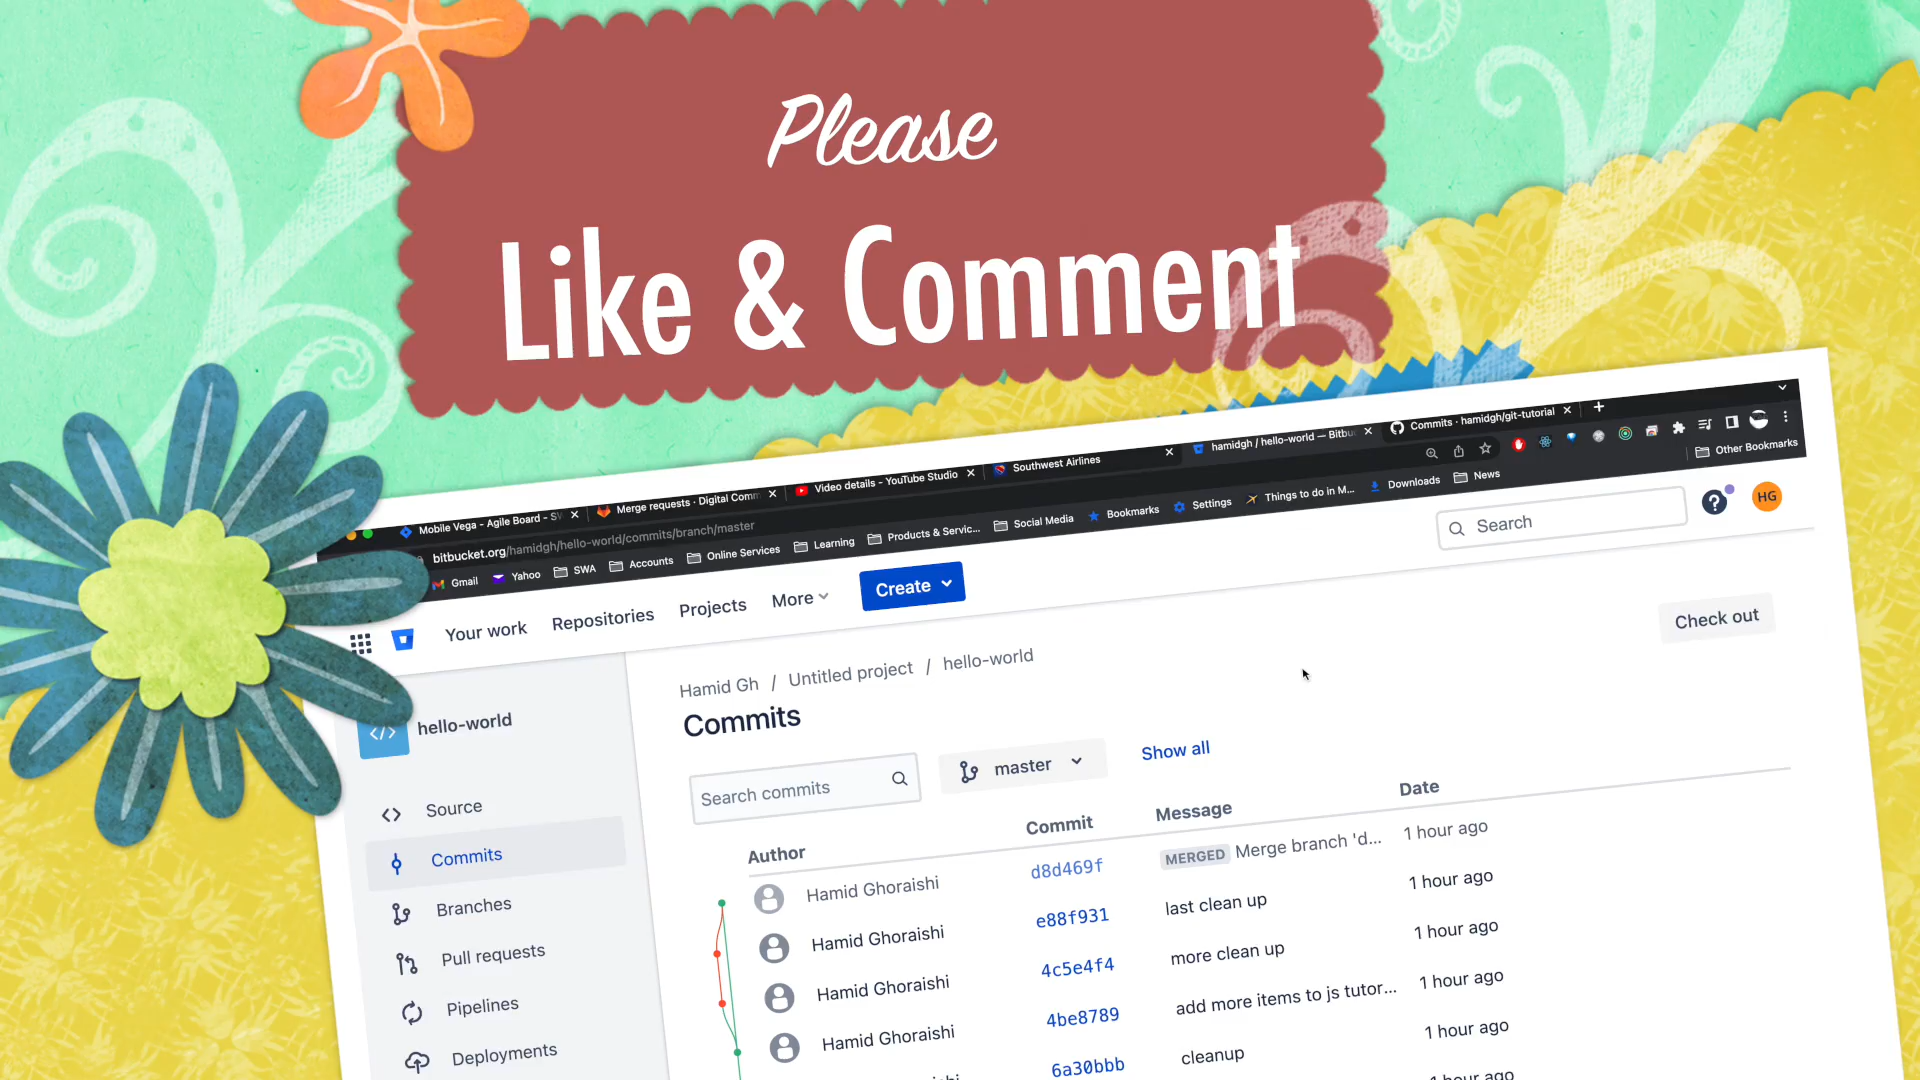 Please
Like & Comment
Mobile Vega - Agile Board - SW
Merge requests · Digital Comm
Video details - YouTube Studio
Southwest Airlines
hamidgh / hello-world — Bitbu
Commits · hamidgh/git-tutorial
bitbucket.org/hamidgh/hello-world/commits/branch/master
Gmail Yahoo SWA Accounts Online Services Learning Products & Servic... Social Media Bookmarks Settings Things to do in M... Downloads News Other Bookmarks
Your work Repositories Projects More Create Search ? HG
Hamid Gh / Untitled project / hello-world
Check out
Commits
hello-world
Source
Commits
Branches
Pull requests
Pipelines
Deployments
Search commits master Show all
Author Commit Message Date
Hamid Ghoraishi d8d469f MERGED Merge branch 'd... 1 hour ago
Hamid Ghoraishi e88f931 last clean up 1 hour ago
Hamid Ghoraishi 4c5e4f4 more clean up 1 hour ago
Hamid Ghoraishi 4be8789 add more items to js tutor... 1 hour ago
6a30bbb cleanup 1 hour ago
hour ago